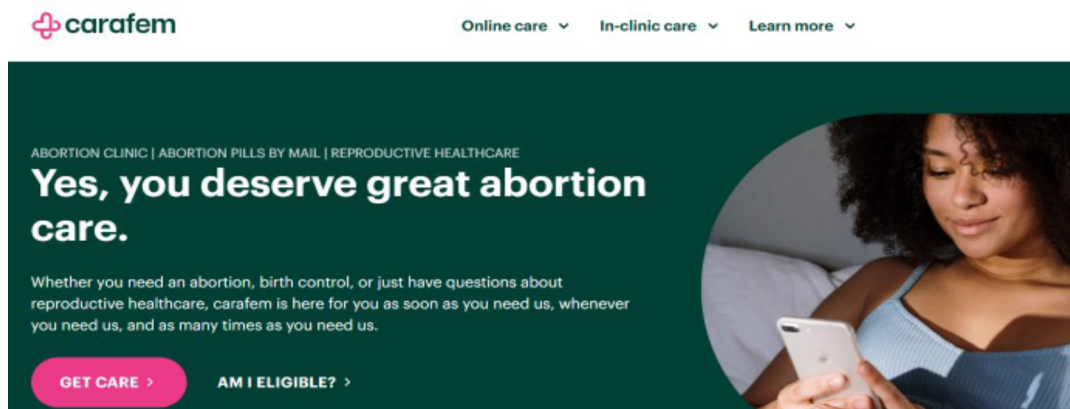 carafem
Online care
In-clinic care
Learn more
ABORTION CLINIC | ABORTION PILLS BY MAIL | REPRODUCTIVE HEALTHCARE
Yes, you deserve great abortion
care.
Whether you need an abortion, birth control, or just have questions about
reproductive healthcare, carafem is here for you as soon as you need us, whenever
you need us, and as many times as you need us.
GET CARE >
AM I ELIGIBLE? >